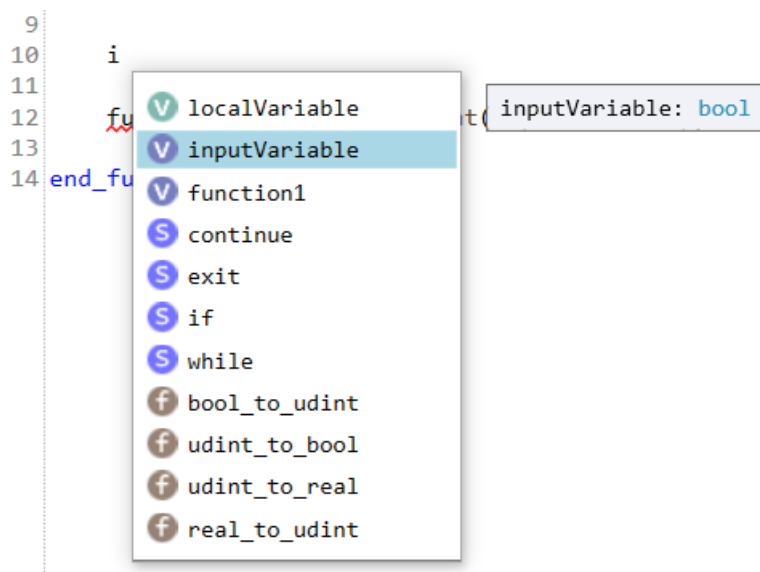 9
10 i
11
12 fu t( inputVariable: bool
13
14 end_fu
V localVariable
V inputVariable
V function1
S continue
S exit
S if
S while
f bool_to_udint
f udint_to_bool
f udint_to_real
f real_to_udint